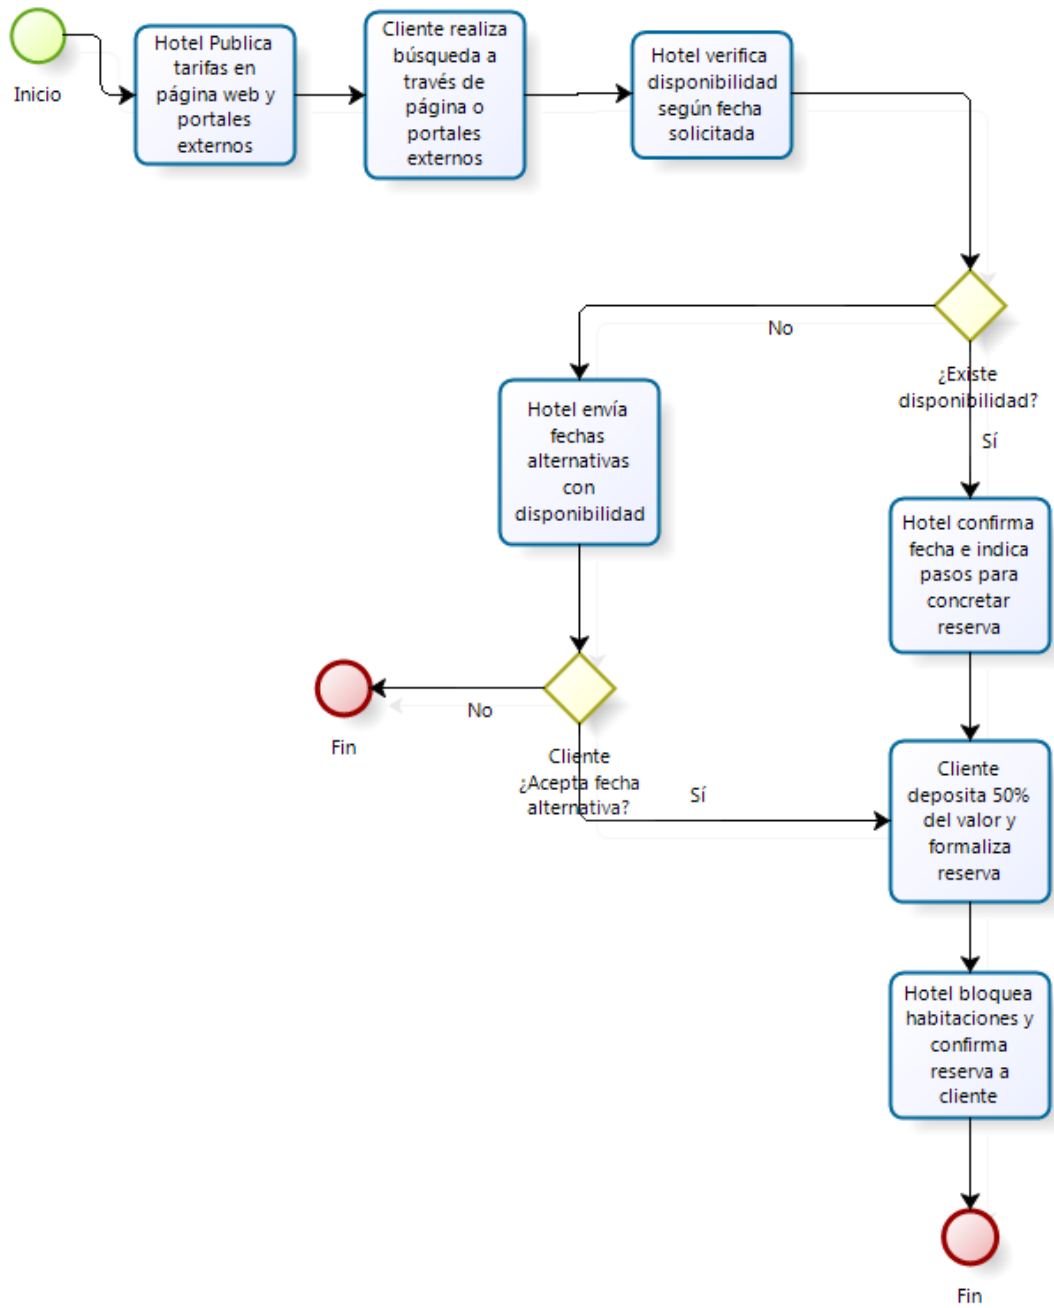 Inicio
Hotel Publica
tarifas en
página web y
portales
externos
Cliente realiza
búsqueda a
través de
página o
portales
externos
Hotel verifica
disponibilidad
según fecha
solicitada
¿Existe
disponibilidad?
No
Sí
Hotel envía
fechas
alternativas
con
disponibilidad
Hotel confirma
fecha e indica
pasos para
concretar
reserva
Cliente
¿Acepta fecha
alternativa?
No
Fin
Sí
Cliente
deposita 50%
del valor y
formaliza
reserva
Hotel bloquea
habitaciones y
confirma
reserva a
cliente
Fin